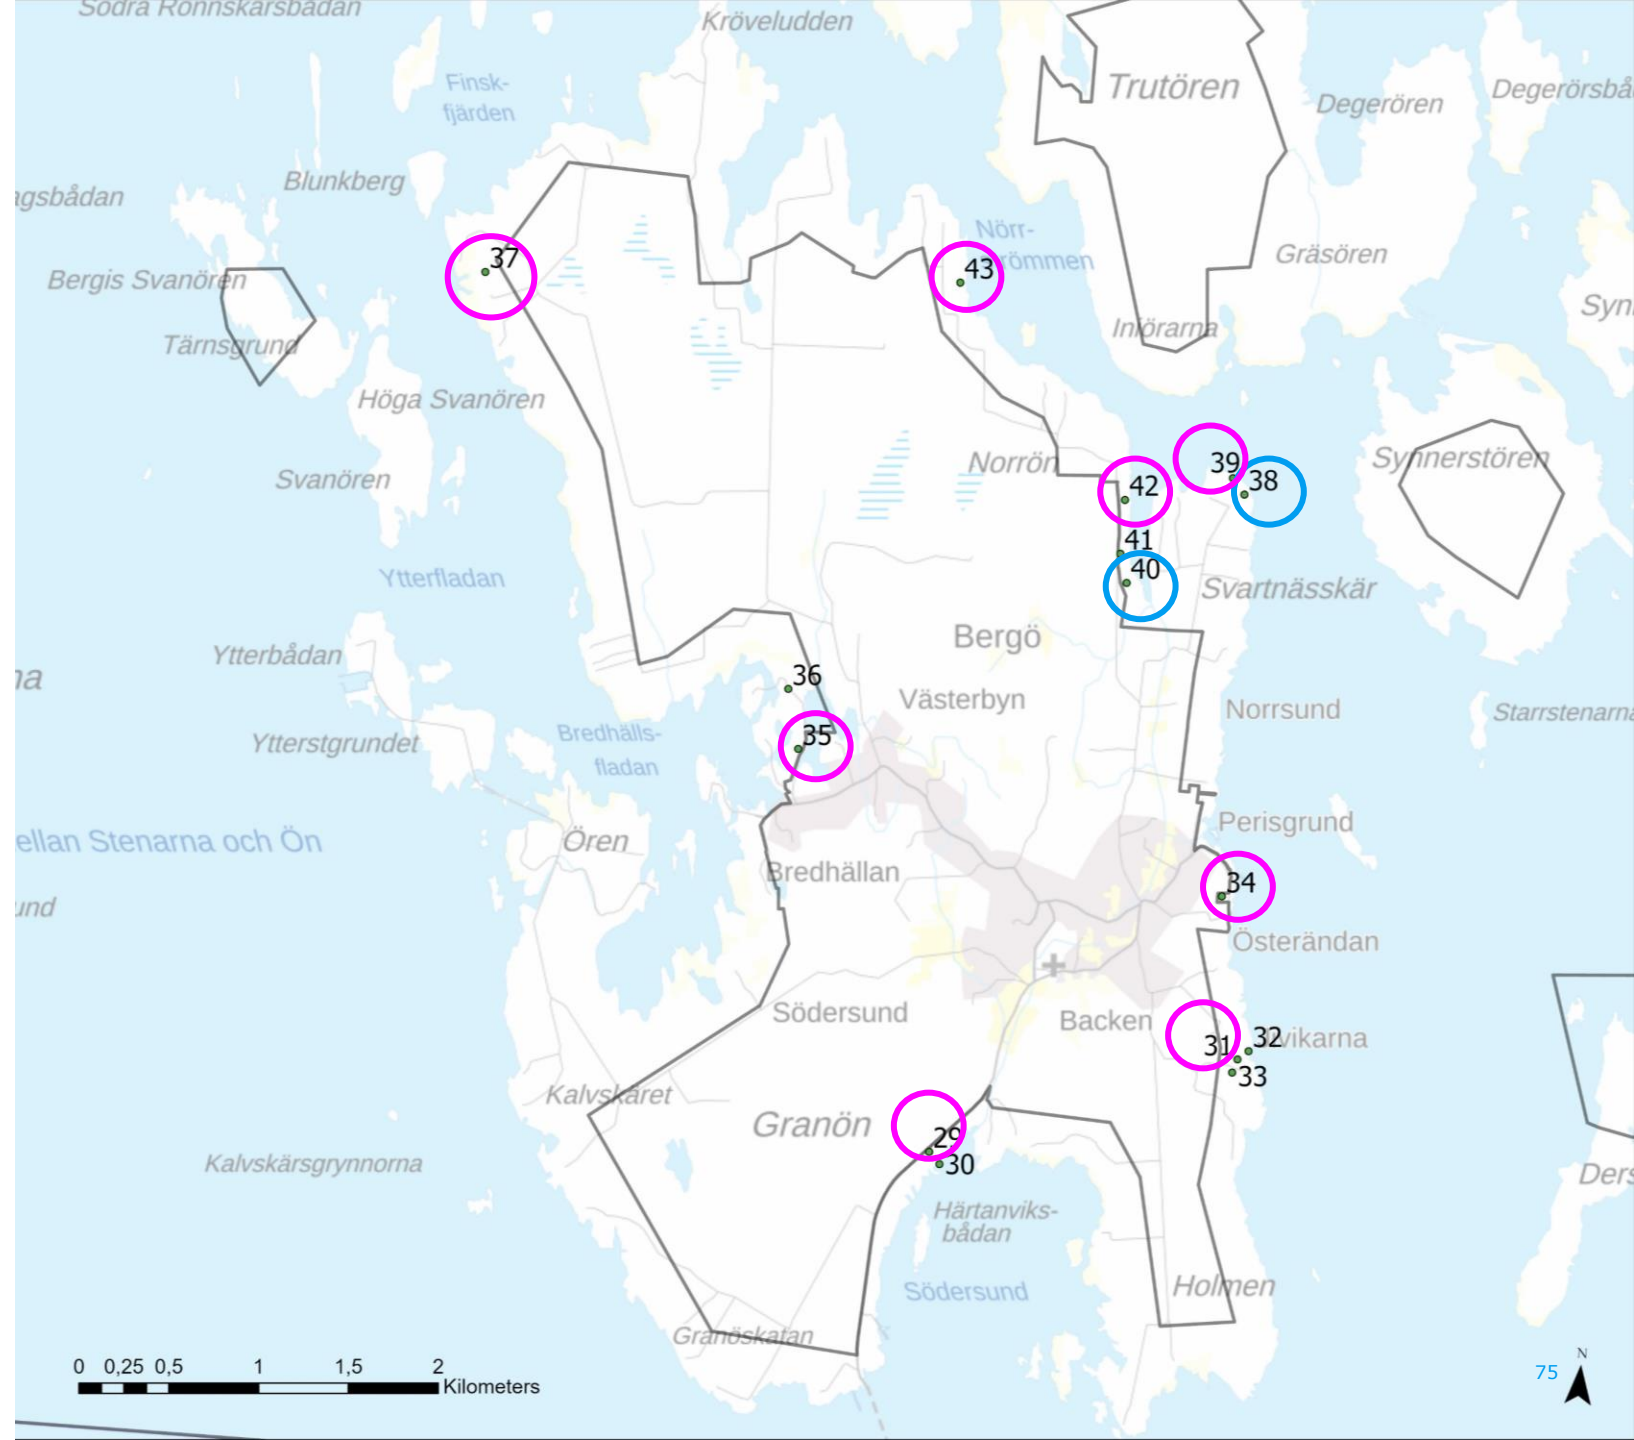 Södra Rönnskärsbådan
Kröveludden
Finsk-
fjärden
Trutören
Degerören
Degerörsbå
Blunkberg
agsbådan
Nörr-
römmen
Gräsören
37
43
Bergis Svanören
Syn
Tärnsgrund
Iniörarna
Höga Svanören
Svanören
Norrön
39
38
42
Synnerstören
41
40
Ytterfladan
Svartnässkär
Bergö
Ytterbådan
na
36
Västerbyn
Norrsund
Starrstenarna
35
Bredhälls-
fladan
Ytterstgrundet
Perisgrund
ellan Stenarna och Ön
Ören
Bredhällan
34
und
Österändan
Södersund
Backen
31
32
vikarna
33
Kalvskäret
Granön
29
30
Kalvskärsgrynnorna
Ders
Härtanviks-
bådan
Södersund
Holmen
Granöskatan
0 0,25 0,5 1 1,5 2
Kilometers
75
N